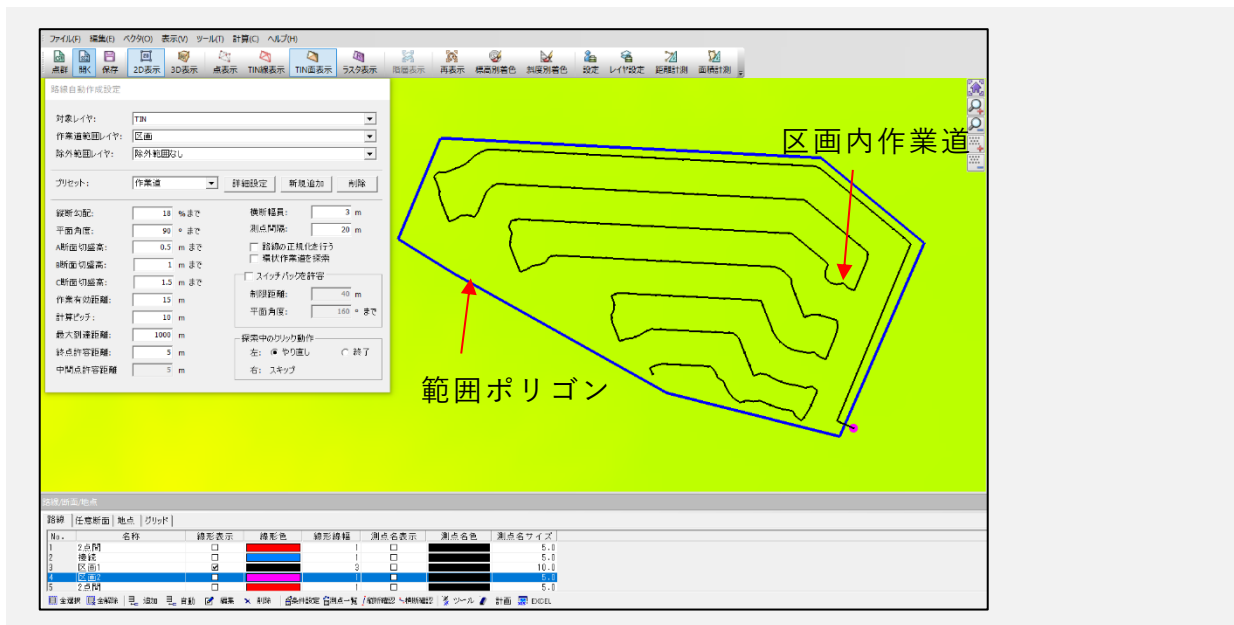 ファイル(F) 編集(E) ベクタ(O) 表示(V) ツール(T) 計算(C) ヘルプ(H)
点群 開く 保存 2D表示 3D表示 点表示 TIN線表示 TIN面表示 ラスタ表示 階層表示 再表示 標高別着色 斜度別着色 設定 レイヤ設定 距離計測 面積計測
路線自動作成設定
対象レイヤ: TIN
作業道範囲レイヤ: 区画
除外範囲レイヤ: 除外範囲なし
プリセット: 作業道 詳細設定 新規追加 削除
縦断勾配: 18 %まで 横断幅員: 3 m
平面角度: 90 °まで 測点間隔: 20 m
A断面切盛高: 0.5 mまで 路線の正規化を行う
B断面切盛高: 1 mまで 環状作業道を探索
C断面切盛高: 1.5 mまで スイッチバックを許容
作業有効距離: 15 m 制限距離: 40 m
計算ピッチ: 10 m 平面角度: 160 °まで
最大到達距離: 1000 m 探索中のクリック動作
終点許容距離: 5 m 左: やり直し 終了
中間点許容距離 5 m 右: スキップ
区画内作業道
範囲ポリゴン
路線/断面/地点
路線 任意断面 地点 グリッド
No. 名称 線形表示 線形色 線形線幅 測点名表示 測点名色 測点名サイズ
1 2点間 1 5.0
2 接続 1 5.0
3 区画1 3 10.0
4 区画2 1 5.0
5 2点間 1 5.0
全選択 全解除 追加 自動 編集 削除 条件設定 測点一覧 縦断確認 横断確認 ツール 計画 EXCEL